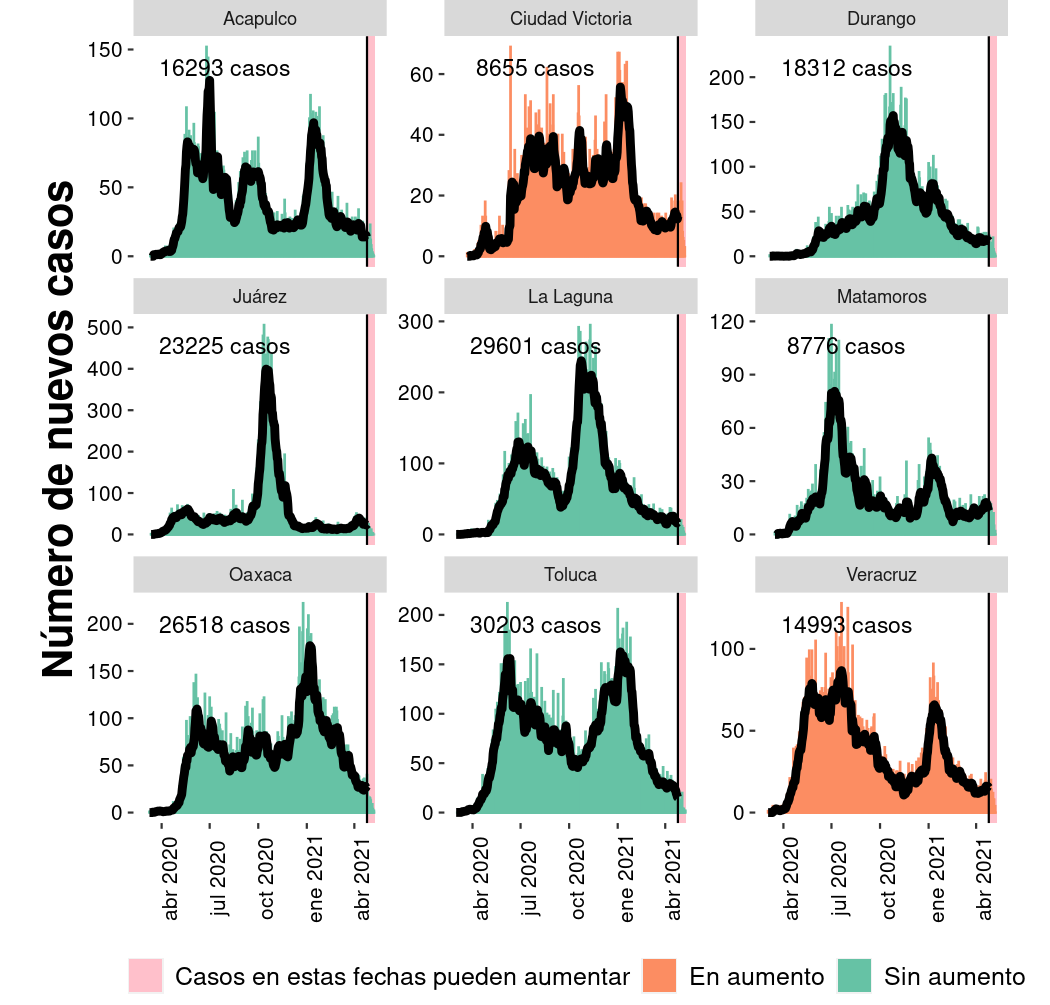 Acapulco
Ciudad Victoria
Durango
150
100
50
0
16293 casos
60
40
20
0
8655 casos
200
150
100
50
0
18312 casos
Número de nuevos casos
Juárez
La Laguna
Matamoros
500
400
300
200
100
0
23225 casos
300
200
100
0
29601 casos
120
90
60
30
0
8776 casos
Oaxaca
Toluca
Veracruz
200
150
100
50
0
26518 casos
200
150
100
50
0
30203 casos
100
50
0
14993 casos
abr 2020
jul 2020
oct 2020
ene 2021
abr 2021
abr 2020
jul 2020
oct 2020
ene 2021
abr 2021
abr 2020
jul 2020
oct 2020
ene 2021
abr 2021
Casos en estas fechas pueden aumentar
En aumento
Sin aumento